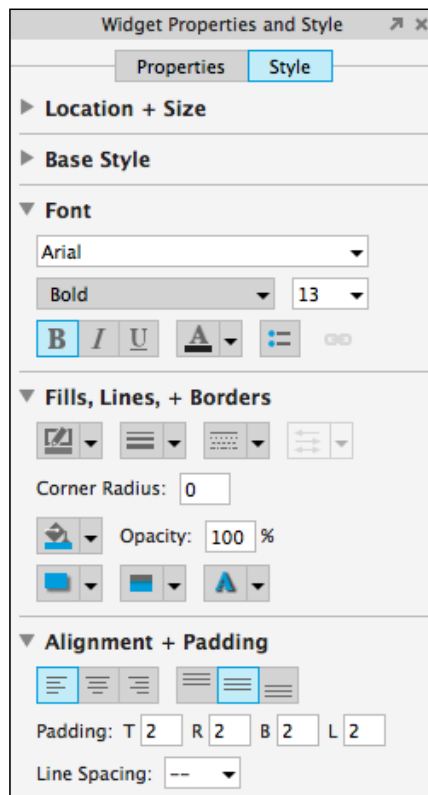 Widget Properties and Style
Properties Style
Location + Size
Base Style
Font
Arial
Bold 13
B I U A
Fills, Lines, + Borders
Corner Radius: 0
Opacity: 100 %
A
Alignment + Padding
Padding: T 2 R 2 B 2 L 2
Line Spacing: --